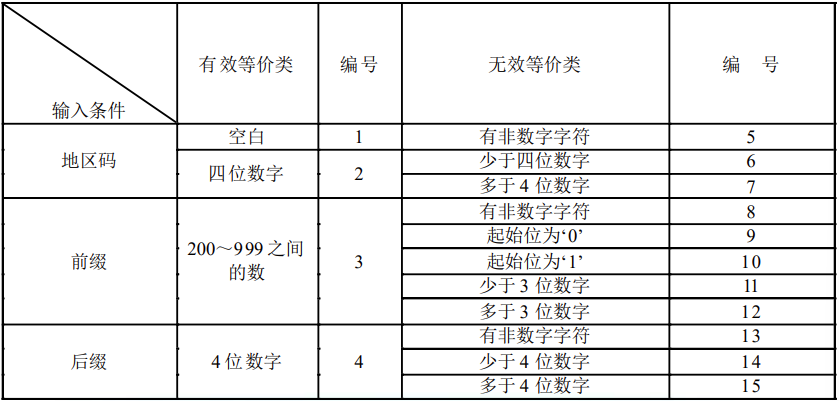 输入条件
有效等价类
编号
无效等价类
编 号
地区码
空白
1
有非数字字符
5
四位数字
2
少于四位数字
6
多于 4 位数字
7
前缀
200～999 之间
的数
3
有非数字字符
8
起始位为‘0’
9
起始位为‘1’
10
少于 3 位数字
11
多于 3 位数字
12
后缀
4 位数字
4
有非数字字符
13
少于 4 位数字
14
多于 4 位数字
15